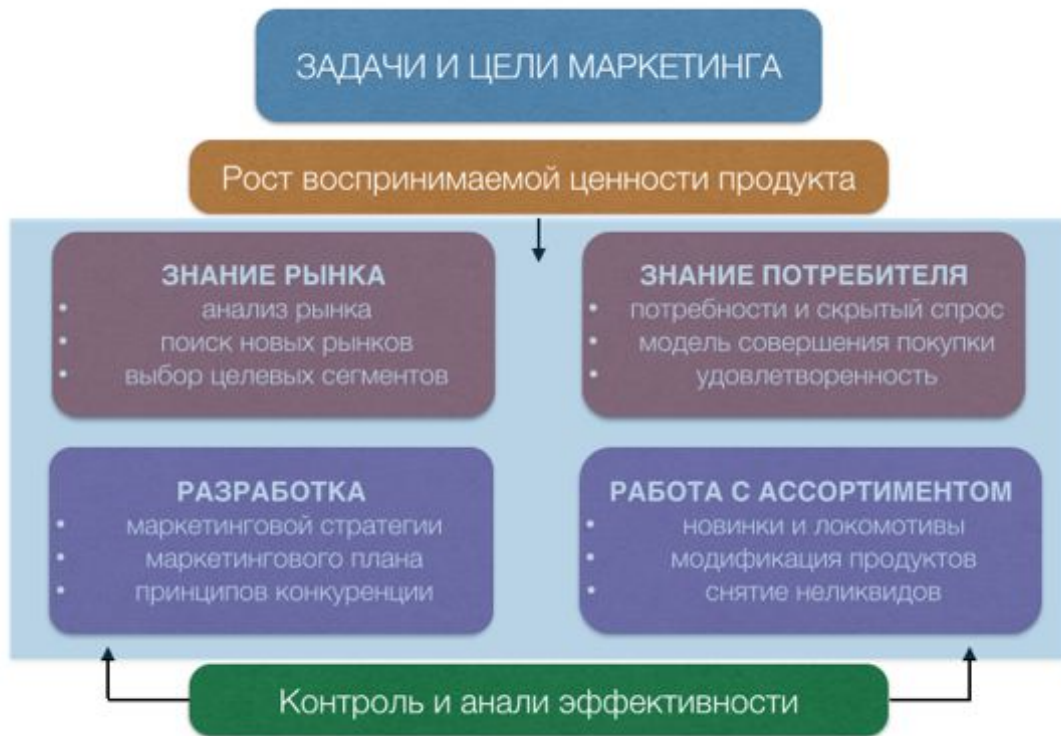 ЗАДАЧИ И ЦЕЛИ МАРКЕТИНГА
Рост воспринимаемой ценности продукта
ЗНАНИЕ РЫНКА
• анализ рынка
• поиск новых рынков
• выбор целевых сегментов
ЗНАНИЕ ПОТРЕБИТЕЛЯ
• потребности и скрытый спрос
• модель совершения покупки
• удовлетворенность
РАЗРАБОТКА
• маркетинговой стратегии
• маркетингового плана
• принципов конкуренции
РАБОТА С АССОРТИМЕНТОМ
• новинки и локомотивы
• модификация продуктов
• снятие неликвидов
Контроль и анали эффективности